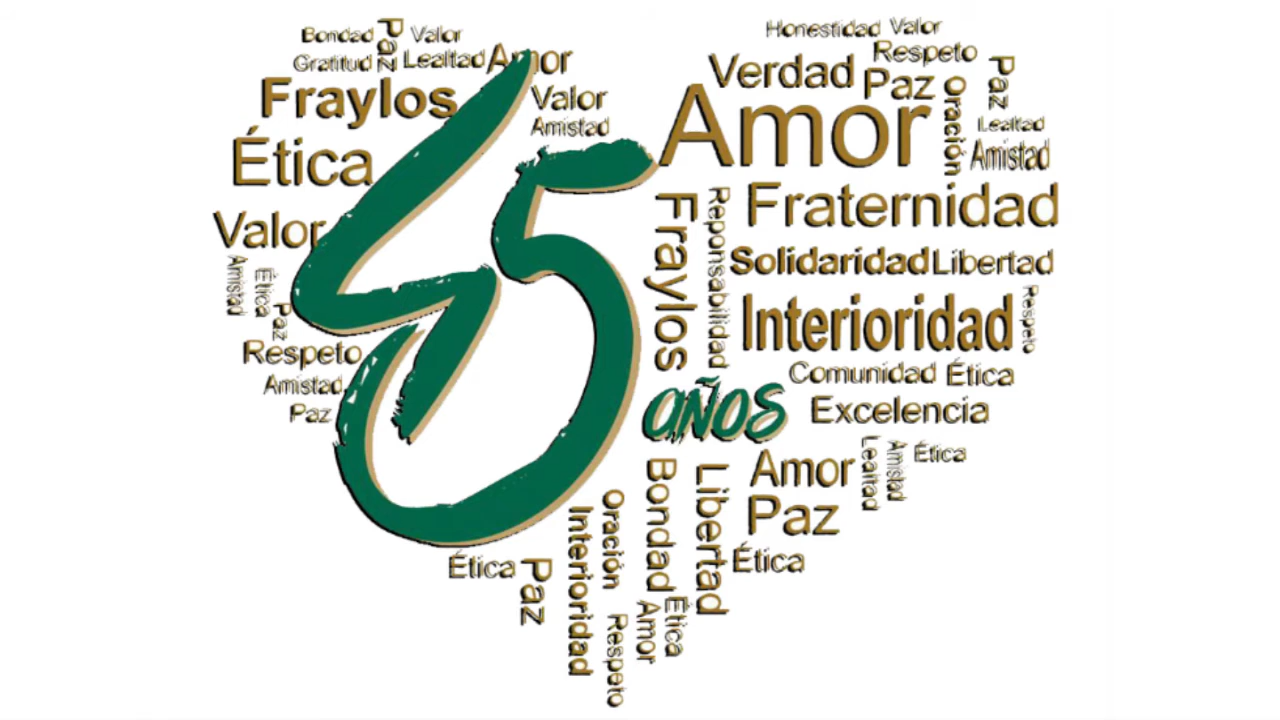 Bondad
Paz
Valor
Gratitud
Lealtad
Amor
Fraylos
Valor
Amistad
Ética
Valor
Amistad
Ética
Paz
Respeto
Amistad
Paz
45
años
Honestidad
Valor
Respeto
Verdad
Paz
Oración
Paz
Lealtad
Amistad
Amor
Fraternidad
Fraylos
Reponsabilidad
Solidaridad
Libertad
Interioridad
Respeto
Comunidad
Ética
Excelencia
Amor
Lealtad
Amistad
Ética
Paz
Bondad
Libertad
Ética
Ética
Paz
Interioridad
Oración
Respeto
Amor
Ética